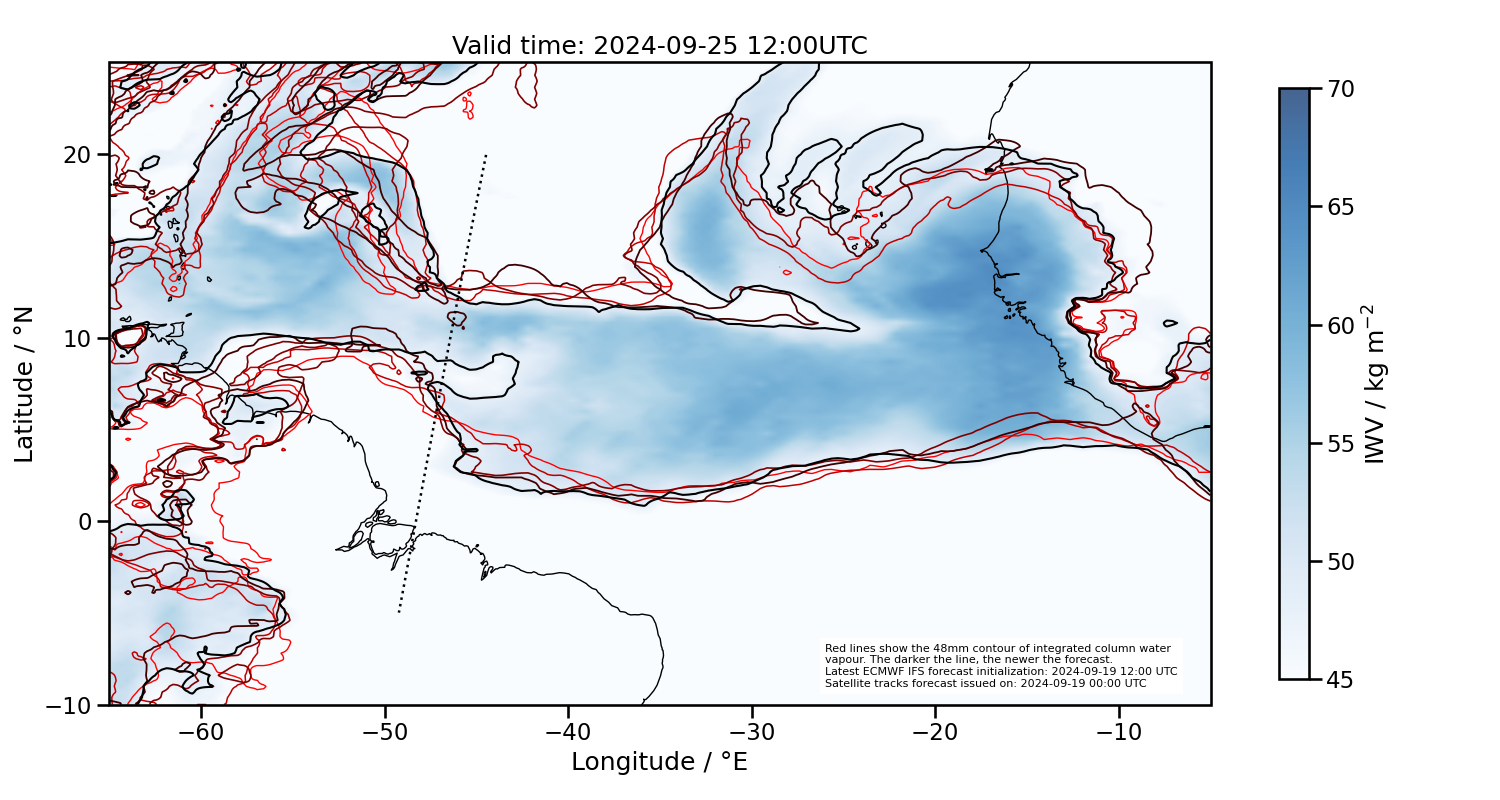 Valid time: 2024-09-25 12:00UTC
20
10
0
−10
Latitude / °N
−60
−50
−40
−30
−20
−10
Longitude / °E
70
65
60
55
50
45
IWV / kg m⁻²
Red lines show the 48mm contour of integrated column water
vapour. The darker the line, the newer the forecast.
Latest ECMWF IFS forecast initialization: 2024-09-19 12:00 UTC
Satellite tracks forecast issued on: 2024-09-19 00:00 UTC